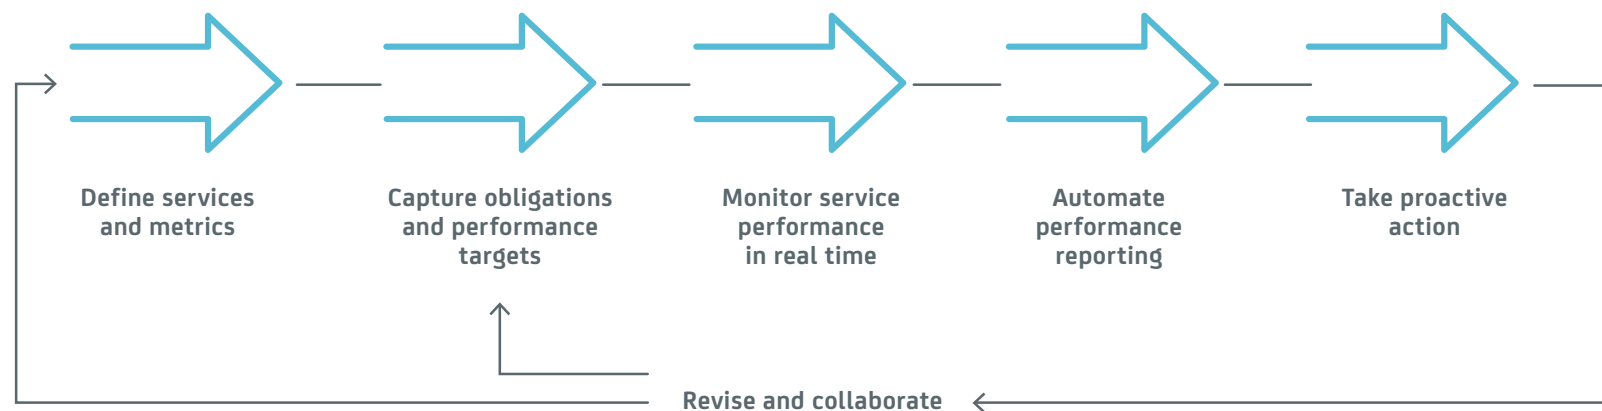 Define services
and metrics
Capture obligations
and performance
targets
Monitor service
performance
in real time
Automate
performance
reporting
Take proactive
action
Revise and collaborate